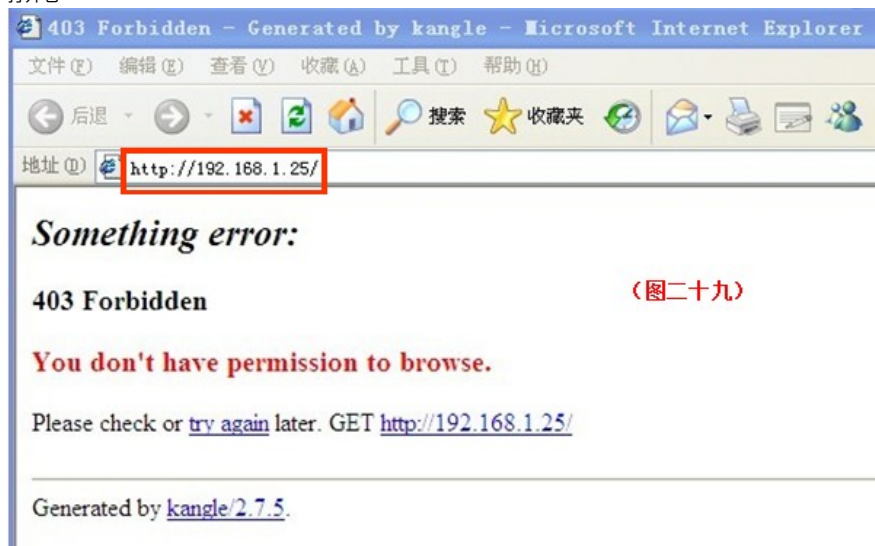 403 Forbidden - Generated by kangle - Microsoft Internet Explorer
文件(F) 编辑(E) 查看(V) 收藏(A) 工具(T) 帮助(H)
后退 搜索 收藏夹
地址(D) http://192.168.1.25/
Something error:
403 Forbidden
（图二十九）
You don't have permission to browse.
Please check or try again later. GET http://192.168.1.25/
Generated by kangle/2.7.5.